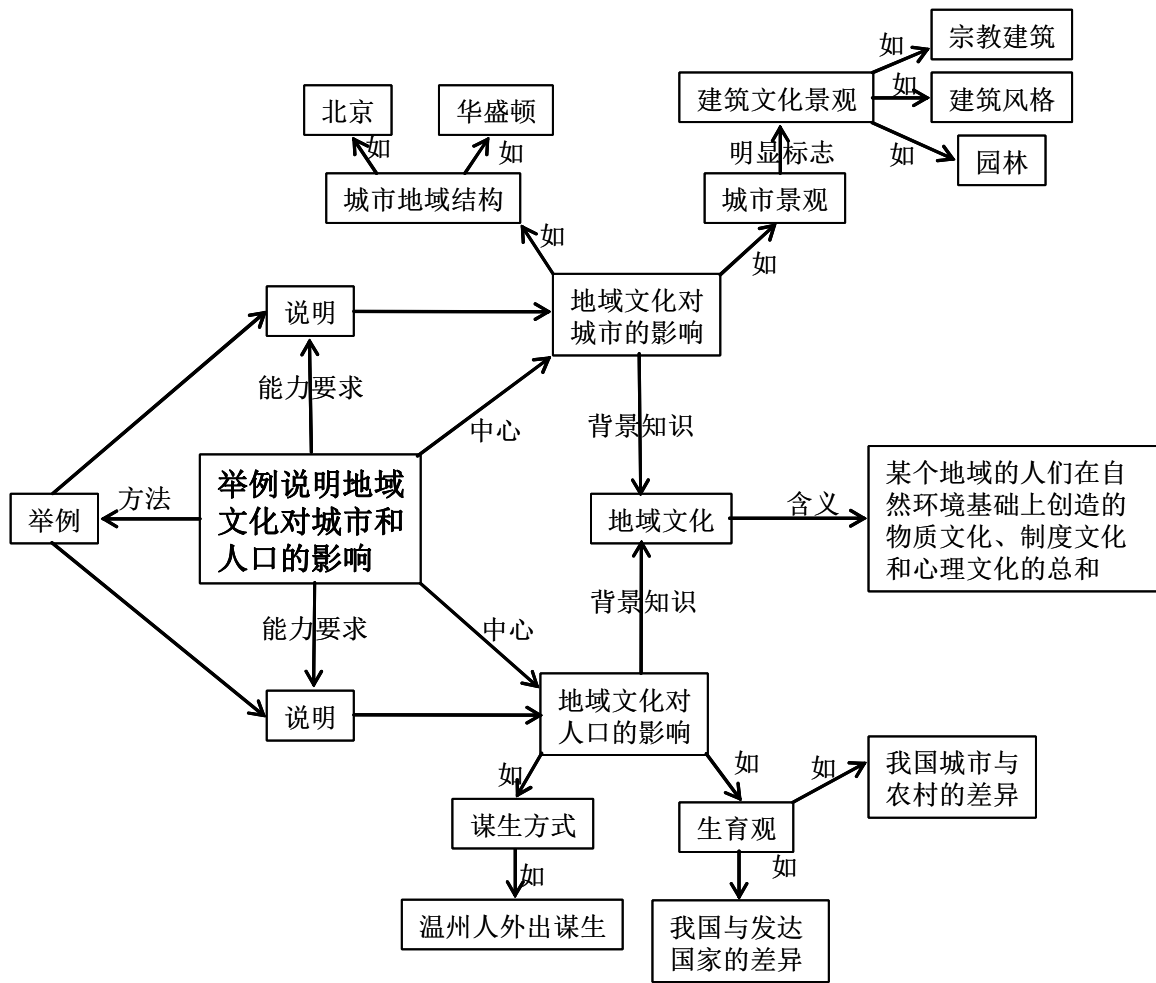 如
宗教建筑
北京
华盛顿
建筑文化景观
如
建筑风格
如
如
明显标志
如
园林
城市地域结构
城市景观
如
如
说明
地域文化对
城市的影响
能力要求
中心
背景知识
举例
方法
举例说明地域
文化对城市和
人口的影响
地域文化
含义
某个地域的人们在自
然环境基础上创造的
物质文化、制度文化
和心理文化的总和
能力要求
中心
背景知识
说明
地域文化对
人口的影响
如
如
如
我国城市与
农村的差异
谋生方式
生育观
如
如
温州人外出谋生
我国与发达
国家的差异